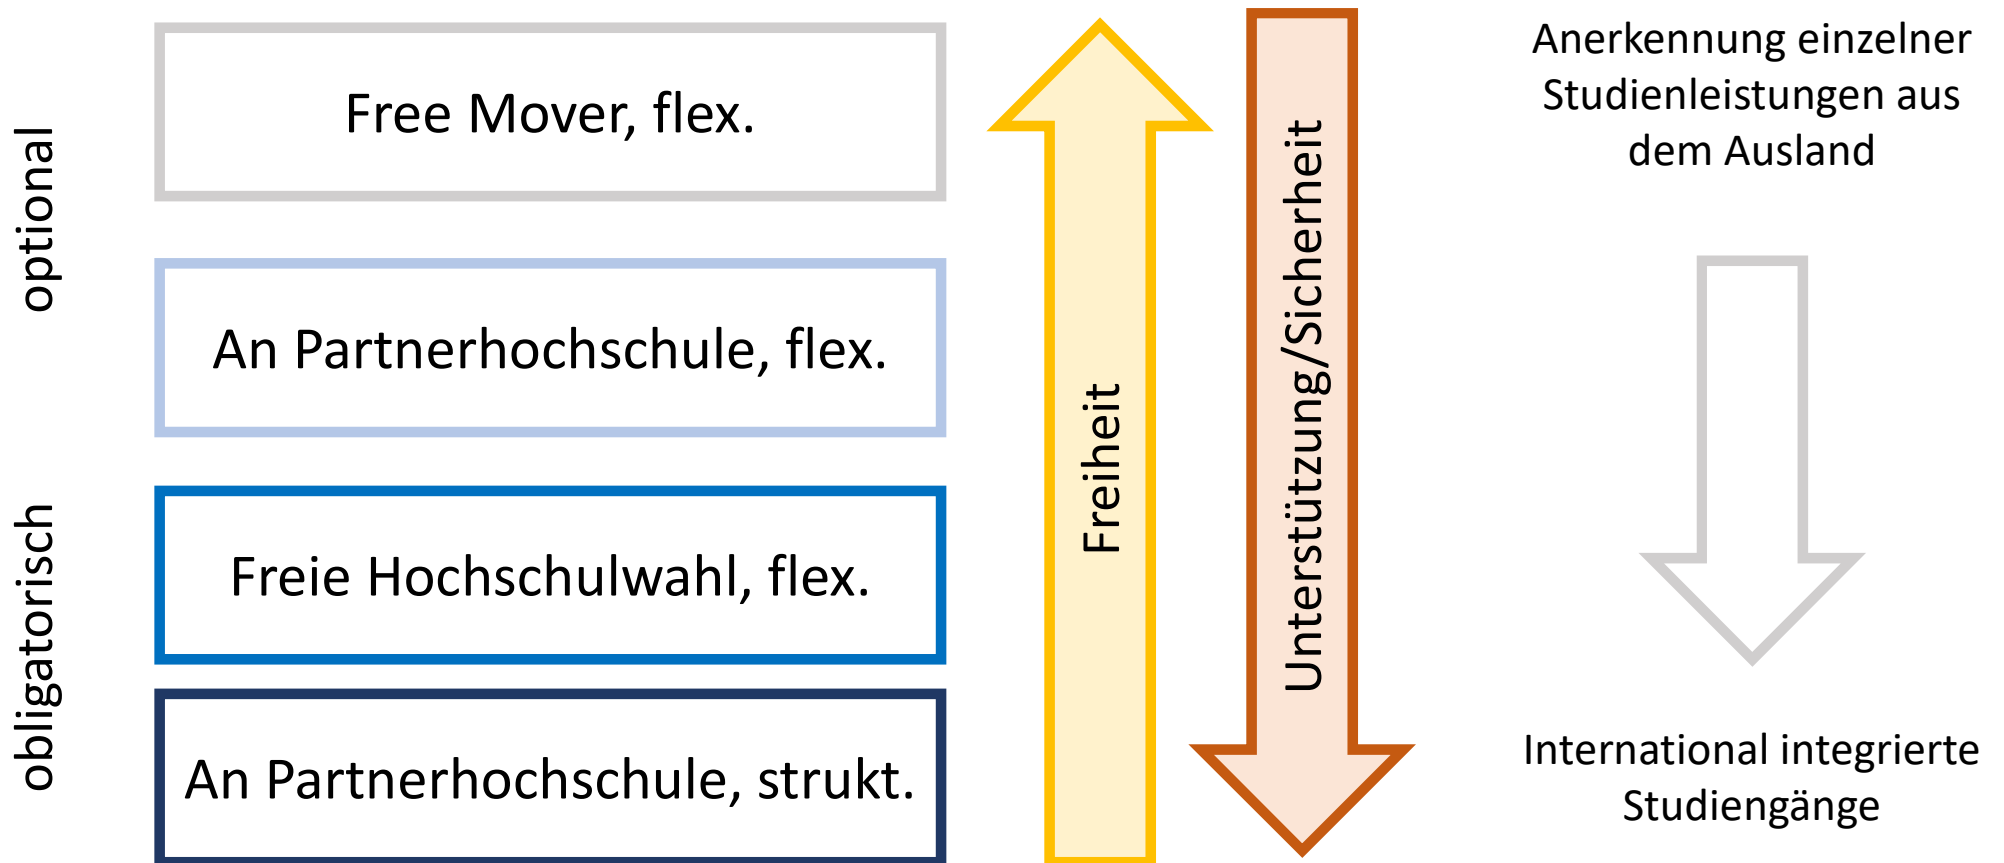 optional
Free Mover, flex.
An Partnerhochschule, flex.
obligatorisch
Freie Hochschulwahl, flex.
An Partnerhochschule, strukt.
Freiheit
Unterstützung/Sicherheit
Anerkennung einzelner
Studienleistungen aus
dem Ausland
International integrierte
Studiengänge